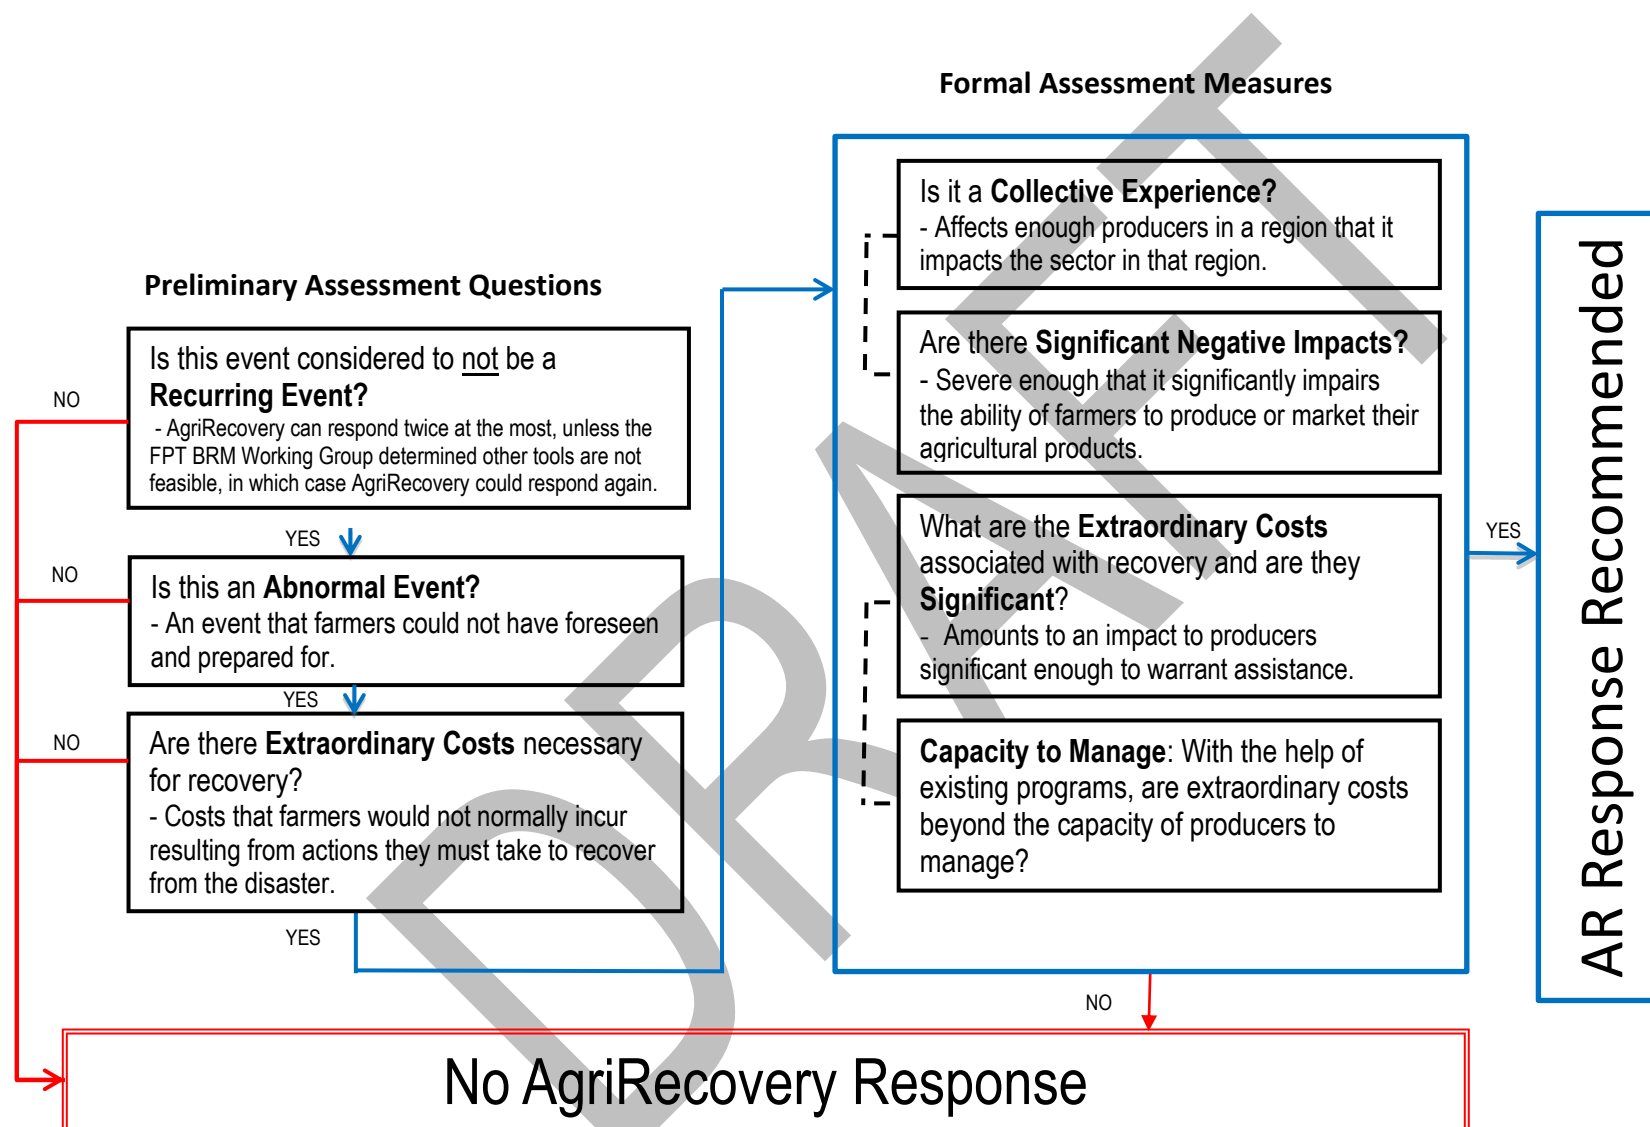 Formal Assessment Measures
Is it a Collective Experience?
- Affects enough producers in a region that it
impacts the sector in that region.
Are there Significant Negative Impacts?
- Severe enough that it significantly impairs
the ability of farmers to produce or market their
agricultural products.
What are the Extraordinary Costs
associated with recovery and are they
Significant?
- Amounts to an impact to producers
significant enough to warrant assistance.
Capacity to Manage: With the help of
existing programs, are extraordinary costs
beyond the capacity of producers to
manage?
Preliminary Assessment Questions
Is this event considered to not be a
Recurring Event?
- AgriRecovery can respond twice at the most, unless the
FPT BRM Working Group determined other tools are not
feasible, in which case AgriRecovery could respond again.
NO
YES
Is this an Abnormal Event?
- An event that farmers could not have foreseen
and prepared for.
NO
YES
Are there Extraordinary Costs necessary
for recovery?
- Costs that farmers would not normally incur
resulting from actions they must take to recover
from the disaster.
NO
YES
YES
AR Response Recommended
NO
No AgriRecovery Response
DRAFT